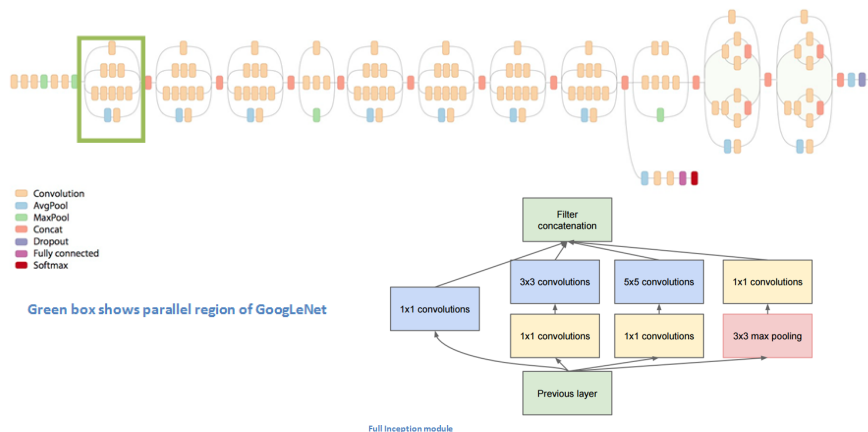 Convolution
AvgPool
MaxPool
Concat
Dropout
Fully connected
Softmax
Green box shows parallel region of GoogLeNet
Filter
concatenation
3x3 convolutions
5x5 convolutions
1x1 convolutions
1x1 convolutions
1x1 convolutions
1x1 convolutions
3x3 max pooling
Previous layer
Full Inception module